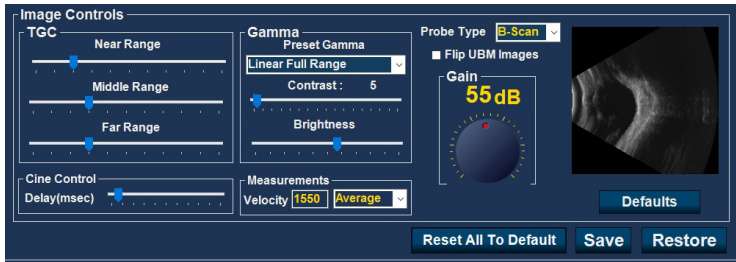 Image Controls
TGC
Near Range
Middle Range
Far Range
Gamma
Preset Gamma
Linear Full Range
Contrast : 5
Brightness
Probe Type B-Scan
Flip UBM Images
Gain
55 dB
Cine Control
Delay(msec)
Measurements
Velocity 1550 Average
Defaults
Reset All To Default Save Restore